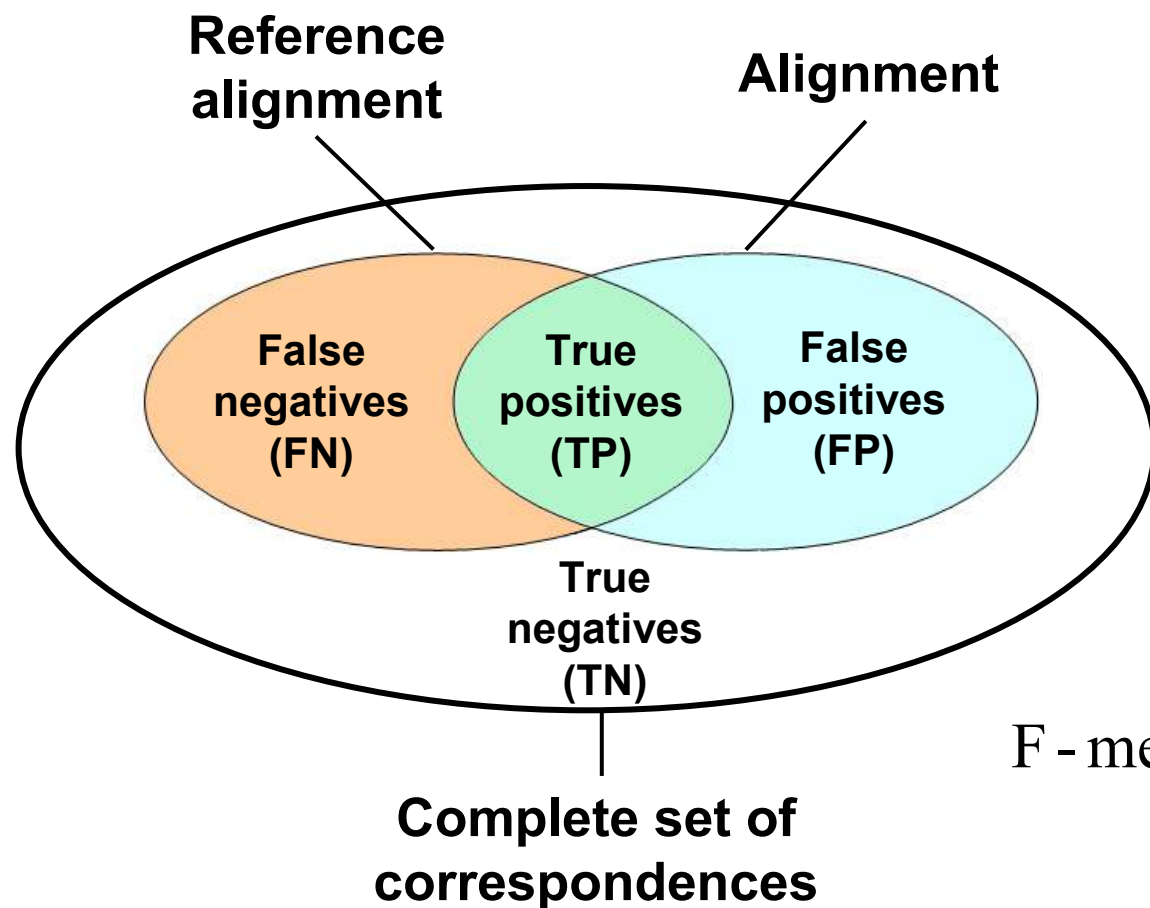 Reference
alignment
Alignment
False
negatives
(FN)
True
positives
(TP)
False
positives
(FP)
True
negatives
(TN)
F - me
Complete set of
correspondences